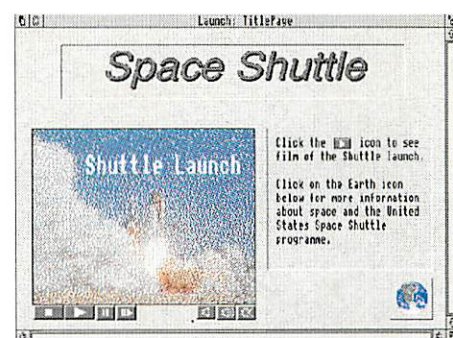 Launch: TitlePage
Space Shuttle
Shuttle Launch
Click the icon to see
film of the Shuttle launch.
Click on the Earth icon
below for more information
about space and the United
States Space Shuttle
programme.